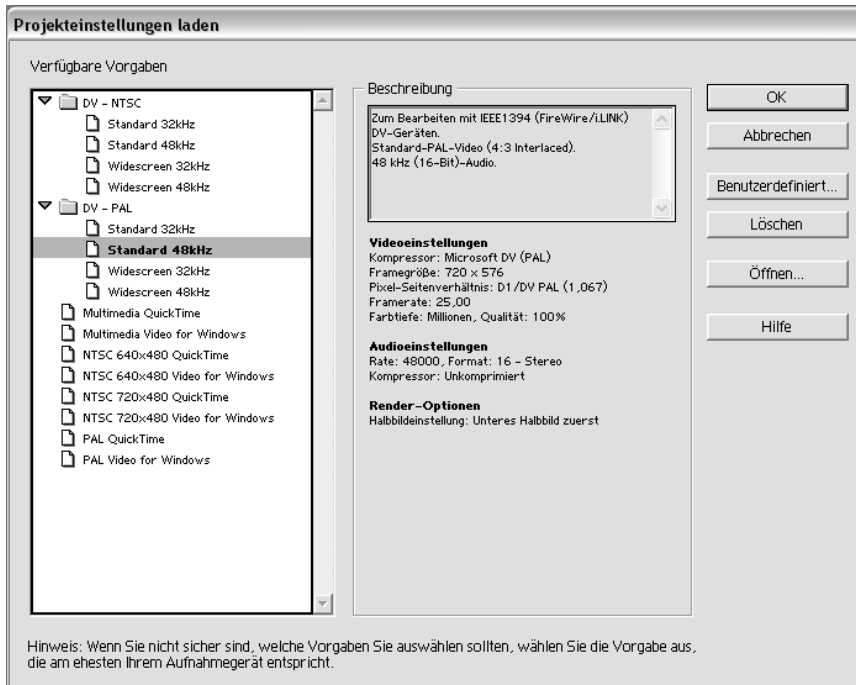 Projekteinstellungen laden
Verfügbare Vorgaben
DV - NTSC
Standard 32kHz
Standard 48kHz
Widescreen 32kHz
Widescreen 48kHz
DV - PAL
Standard 32kHz
Standard 48kHz
Widescreen 32kHz
Widescreen 48kHz
Multimedia QuickTime
Multimedia Video for Windows
NTSC 640x480 QuickTime
NTSC 640x480 Video for Windows
NTSC 720x480 QuickTime
NTSC 720x480 Video for Windows
PAL QuickTime
PAL Video for Windows
Beschreibung
Zum Bearbeiten mit IEEE1394 (FireWire/i.LINK)
DV-Geräten.
Standard-PAL-Video (4:3 Interlaced).
48 kHz (16-Bit)-Audio.
Videoeinstellungen
Kompressor: Microsoft DV (PAL)
Framegröße: 720 x 576
Pixel-Seitenverhältnis: D1/DV PAL (1,067)
Framerate: 25,00
Farbtiefe: Millionen, Qualität: 100%
Audioeinstellungen
Rate: 48000, Format: 16 - Stereo
Kompressor: Unkomprimiert
Render-Optionen
Halbbildeinstellung: Unteres Halbbild zuerst
OK
Abbrechen
Benutzerdefiniert...
Löschen
Öffnen...
Hilfe
Hinweis: Wenn Sie nicht sicher sind, welche Vorgaben Sie auswählen sollten, wählen Sie die Vorgabe aus,
die am ehesten Ihrem Aufnahmegerät entspricht.